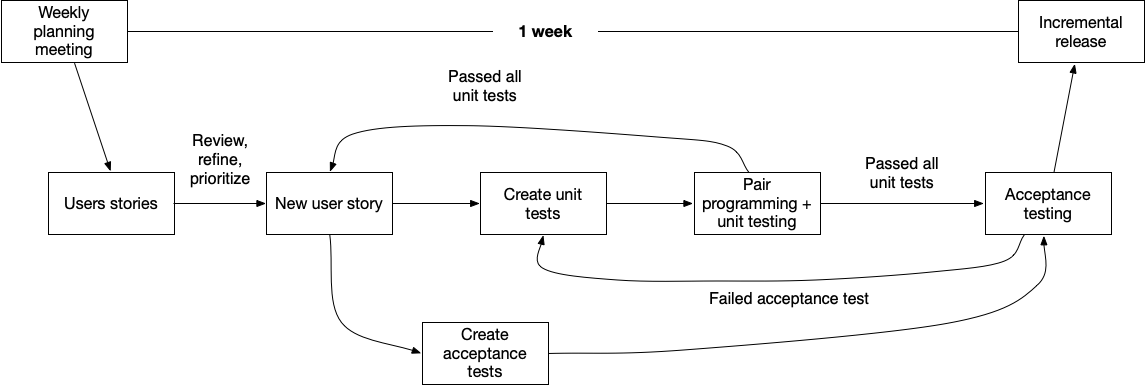 Weekly
planning
meeting
1 week
Incremental
release
Passed all
unit tests
Review,
refine,
prioritize
Passed all
unit tests
Users stories
New user story
Create unit
tests
Pair
programming +
unit testing
Acceptance
testing
Failed acceptance test
Create
acceptance
tests